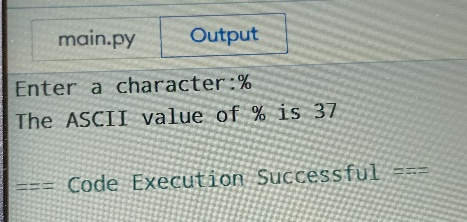 main.py Output
Enter a character:%
The ASCII value of % is 37
=== Code Execution Successful ===